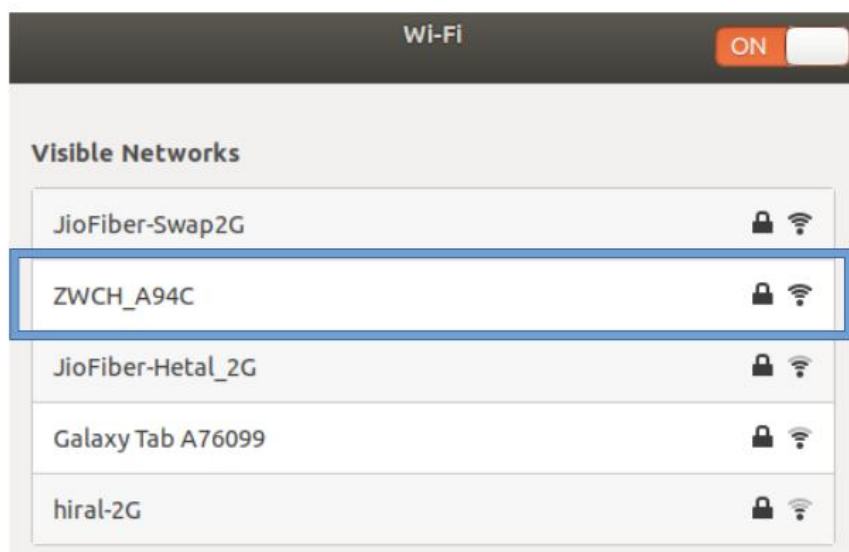 Wi-Fi
ON
Visible Networks
JioFiber-Swap2G
ZWCH_A94C
JioFiber-Hetal_2G
Galaxy Tab A76099
hiral-2G